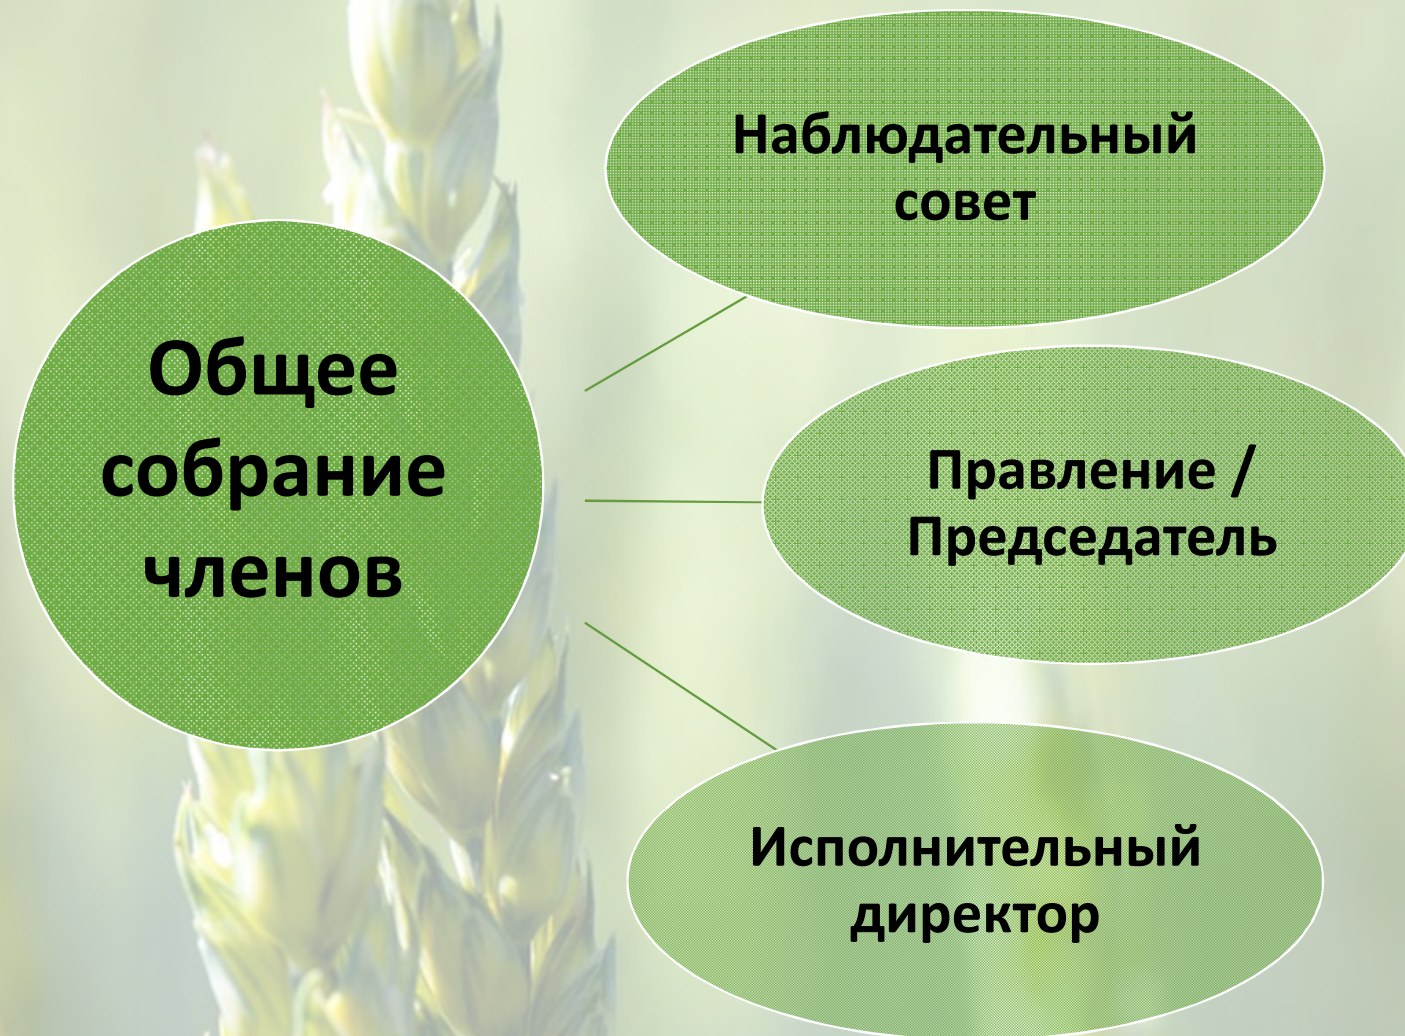 Общее
собрание
членов
Наблюдательный
совет
Правление /
Председатель
Исполнительный
директор